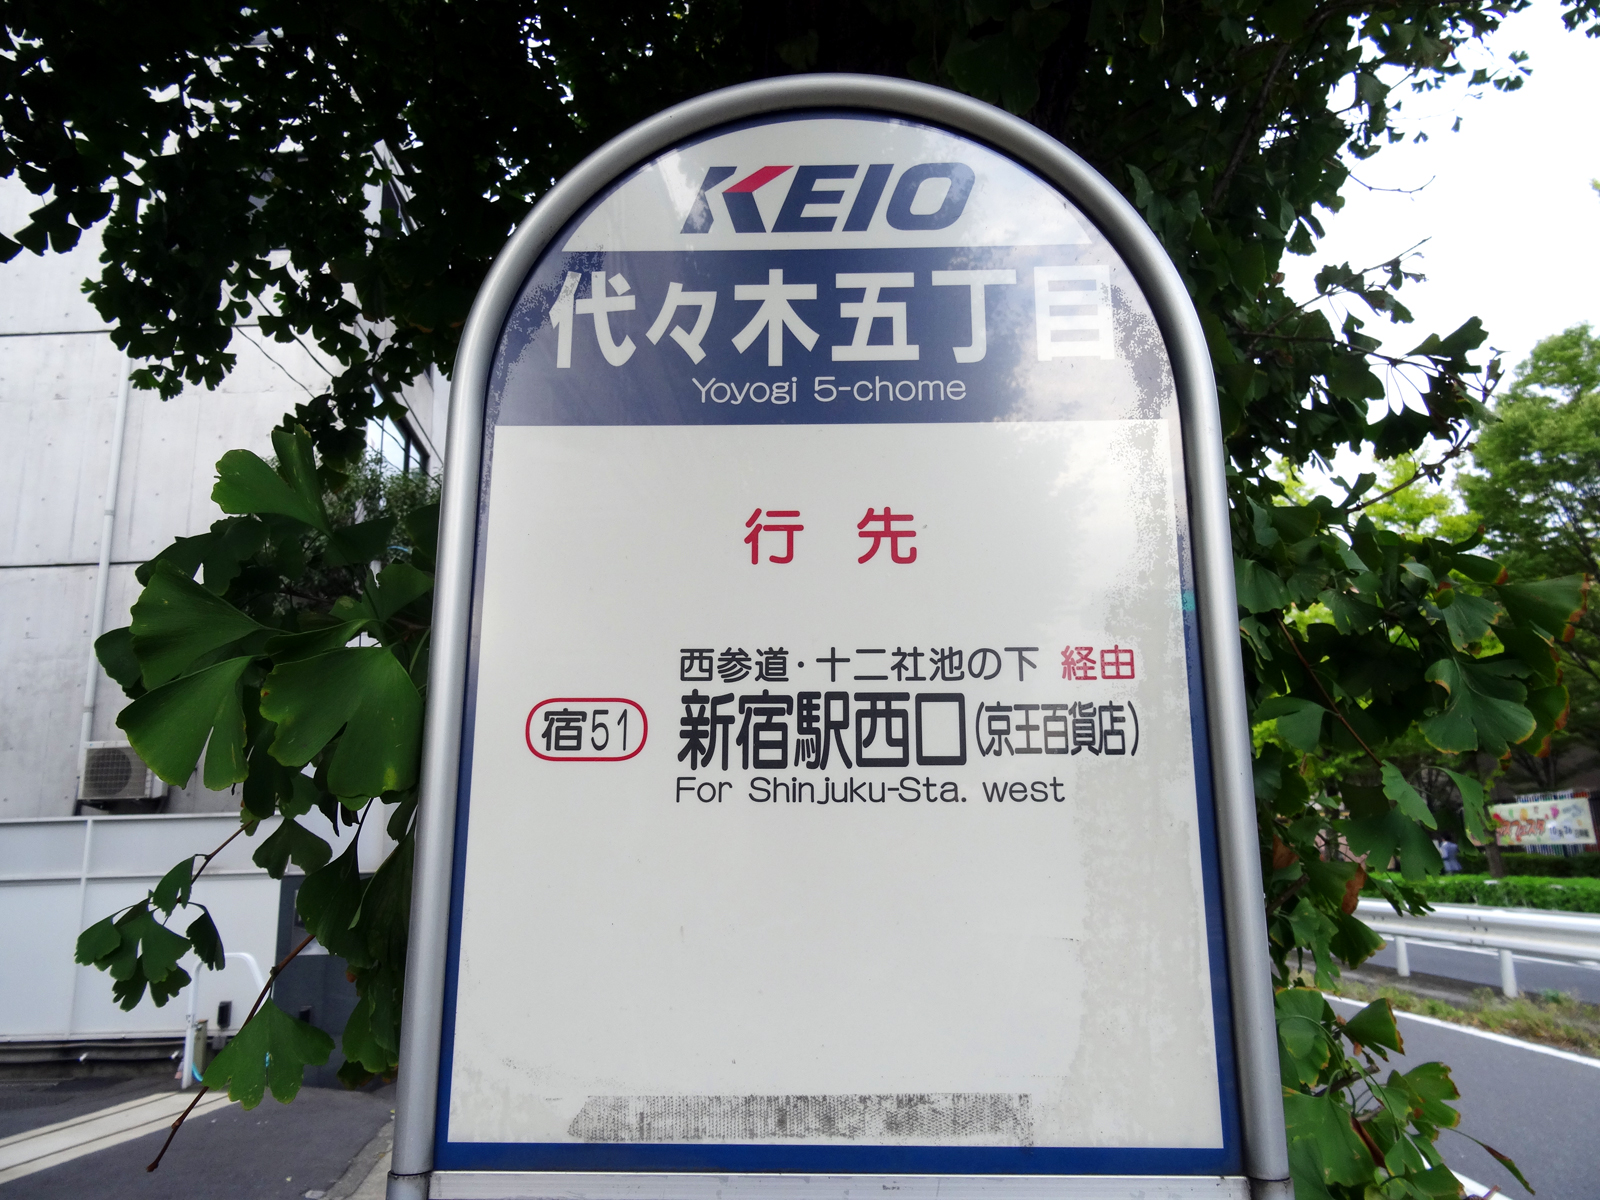 KEIO
代々木五丁目
Yoyogi 5-chome
行先
西参道・十二社池の下 経由
宿51
新宿駅西口(京王百貨店)
For Shinjuku-Sta. west